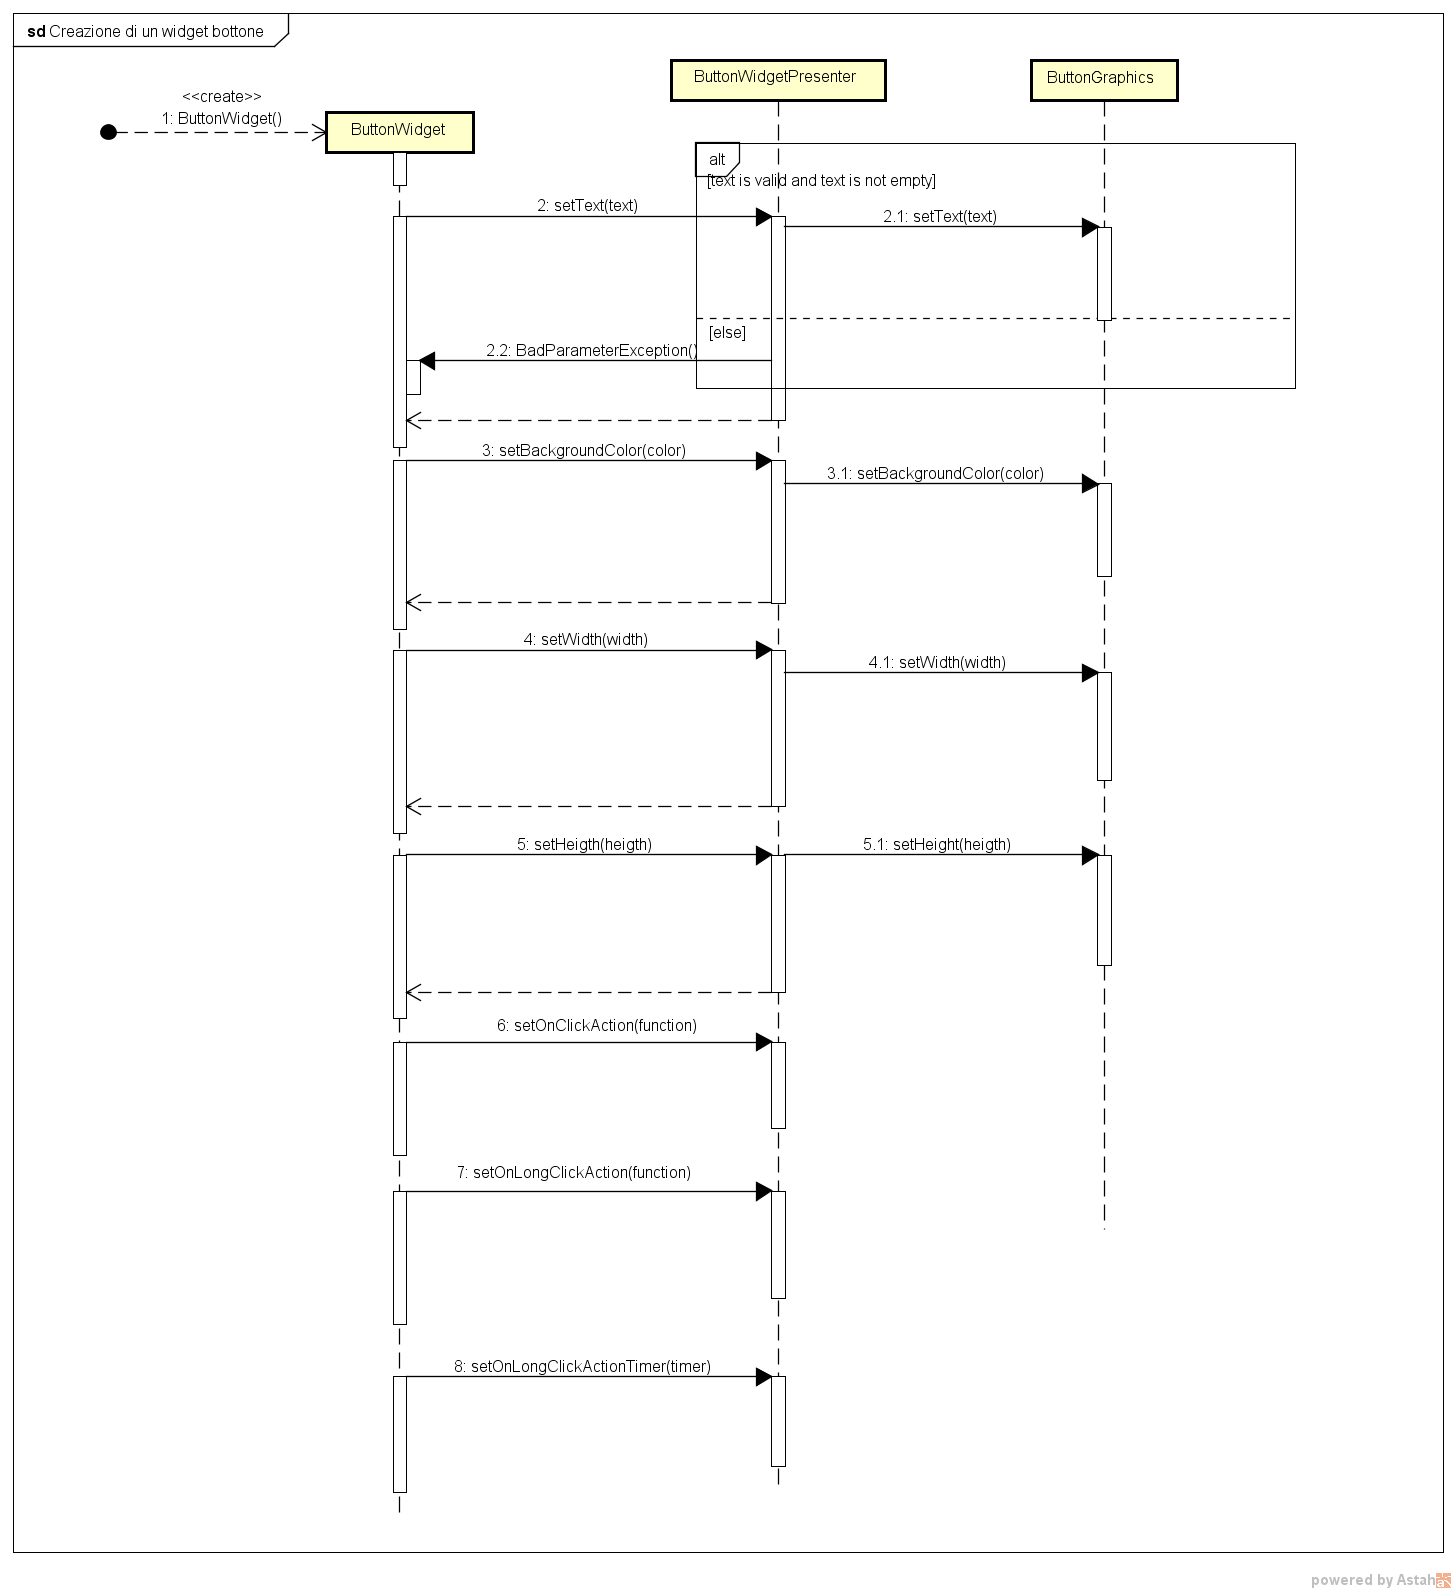 sd Creazione di un widget bottone
ButtonWidgetPresenter
ButtonGraphics
<<create>>
1: ButtonWidget()
ButtonWidget
alt
[text is valid and text is not empty]
2: setText(text)
2.1: setText(text)
[else]
2.2: BadParameterException()
3: setBackgroundColor(color)
3.1: setBackgroundColor(color)
4: setWidth(width)
4.1: setWidth(width)
5: setHeigth(heigth)
5.1: setHeight(heigth)
6: setOnClickAction(function)
7: setOnLongClickAction(function)
8: setOnLongClickActionTimer(timer)
powered by Astah